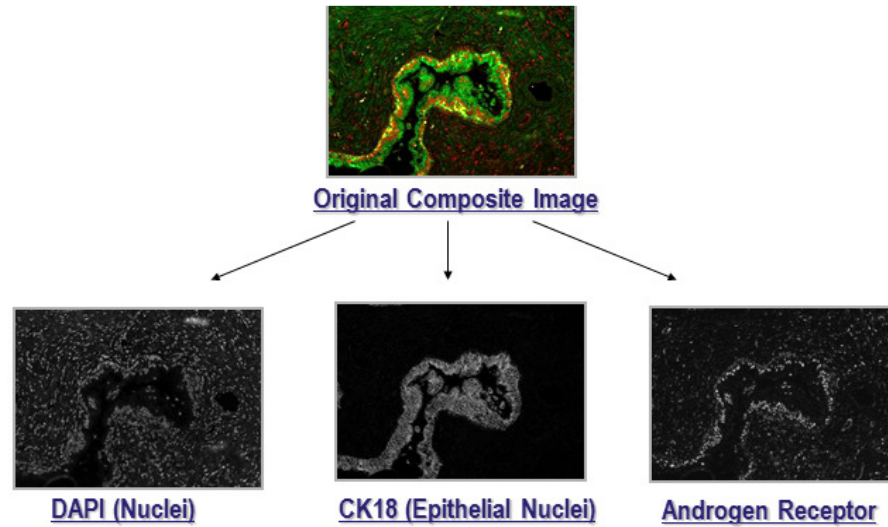 Original Composite Image
DAPI (Nuclei)
CK18 (Epithelial Nuclei)
Androgen Receptor